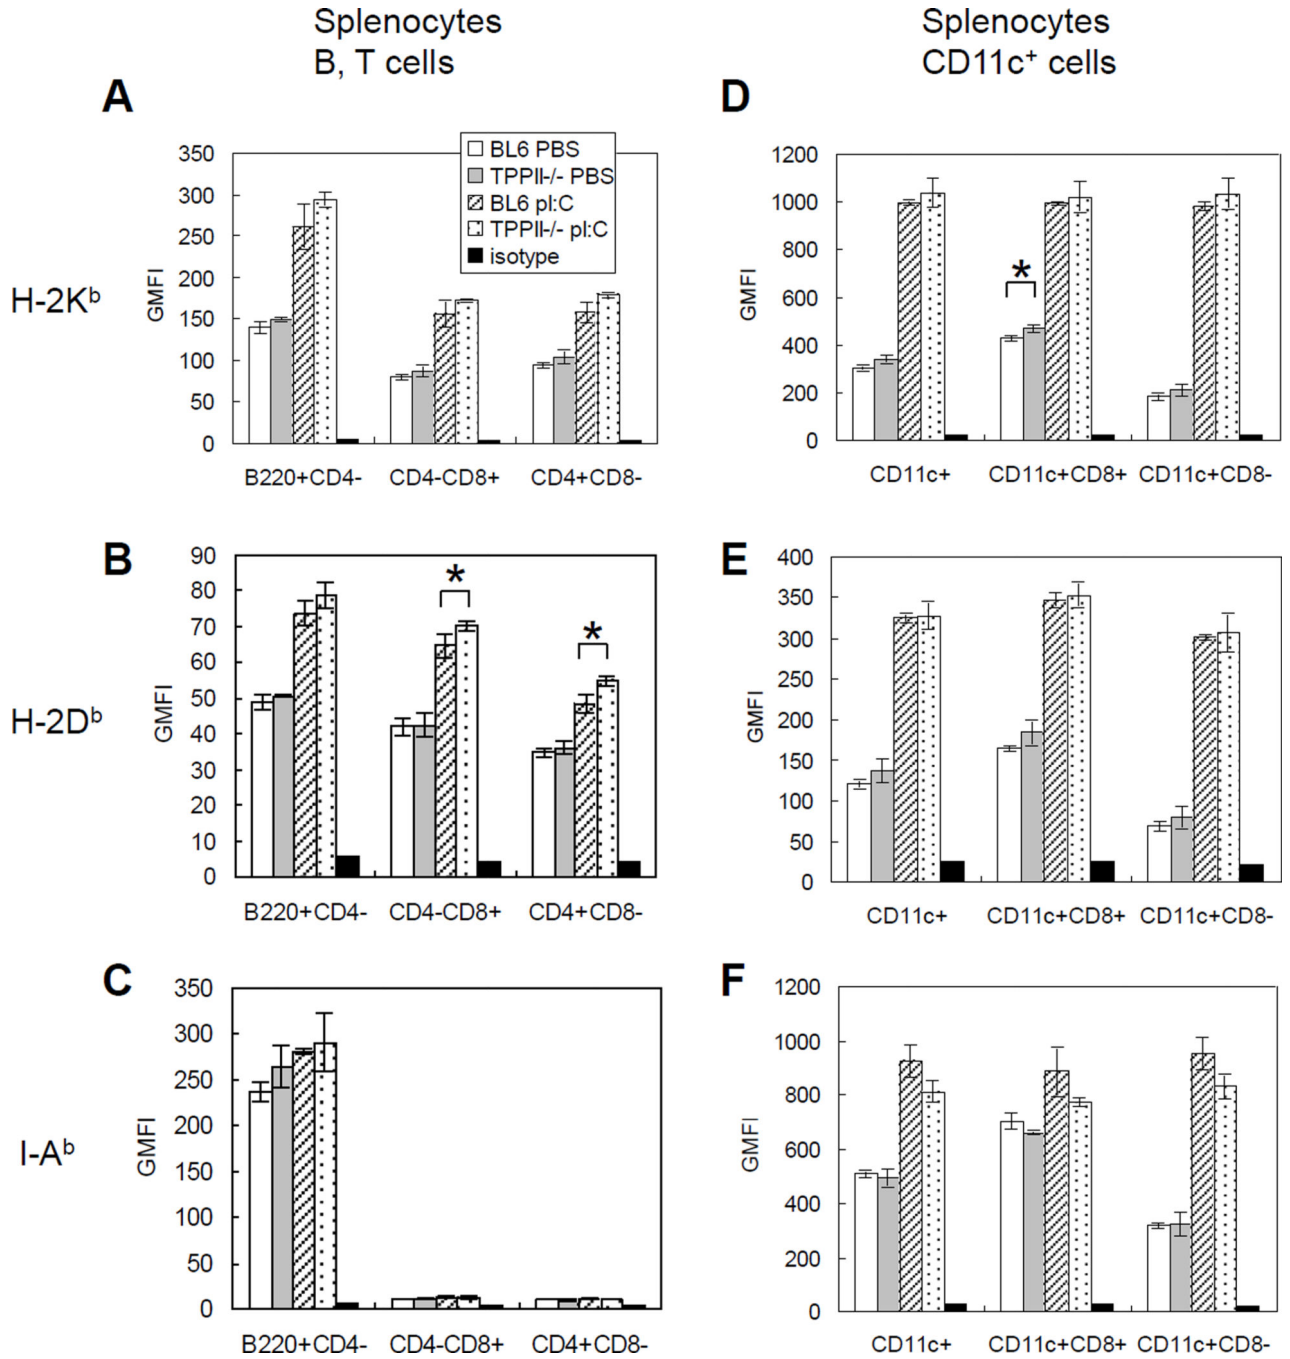 Splenocytes
B, T cells
Splenocytes
CD11c⁺ cells
A
H-2Kᵇ
GMFI
350
300
250
200
150
100
50
0
BL6 PBS
TPPII-/- PBS
BL6 pI:C
TPPII-/- pI:C
isotype
B220+CD4- CD4-CD8+ CD4+CD8-
D
GMFI
1200
1000
800
600
400
200
0
*
CD11c+ CD11c+CD8+ CD11c+CD8-
B
H-2Dᵇ
GMFI
90
80
70
60
50
40
30
20
10
0
*
*
B220+CD4- CD4-CD8+ CD4+CD8-
E
GMFI
400
350
300
250
200
150
100
50
0
CD11c+ CD11c+CD8+ CD11c+CD8-
C
I-Aᵇ
GMFI
350
300
250
200
150
100
50
0
B220+CD4- CD4-CD8+ CD4+CD8-
F
GMFI
1200
1000
800
600
400
200
0
CD11c+ CD11c+CD8+ CD11c+CD8-